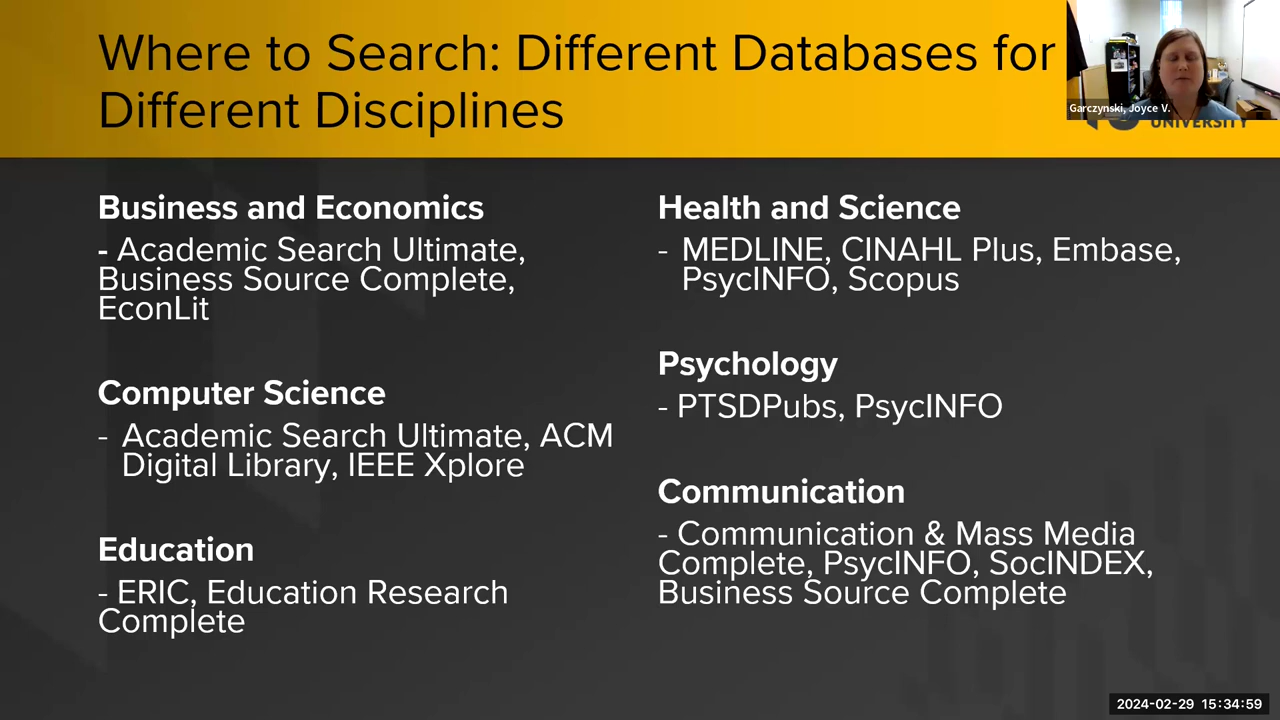 Where to Search: Different Databases for
Different Disciplines
Garczynski, Joyce V.
UNIVERSITY
Business and Economics
- Academic Search Ultimate,
Business Source Complete,
EconLit
Computer Science
- Academic Search Ultimate, ACM
Digital Library, IEEE Xplore
Education
- ERIC, Education Research
Complete
Health and Science
- MEDLINE, CINAHL Plus, Embase,
PsycINFO, Scopus
Psychology
- PTSDPubs, PsycINFO
Communication
- Communication & Mass Media
Complete, PsycINFO, SocINDEX,
Business Source Complete
2024-02-29 15:34:59